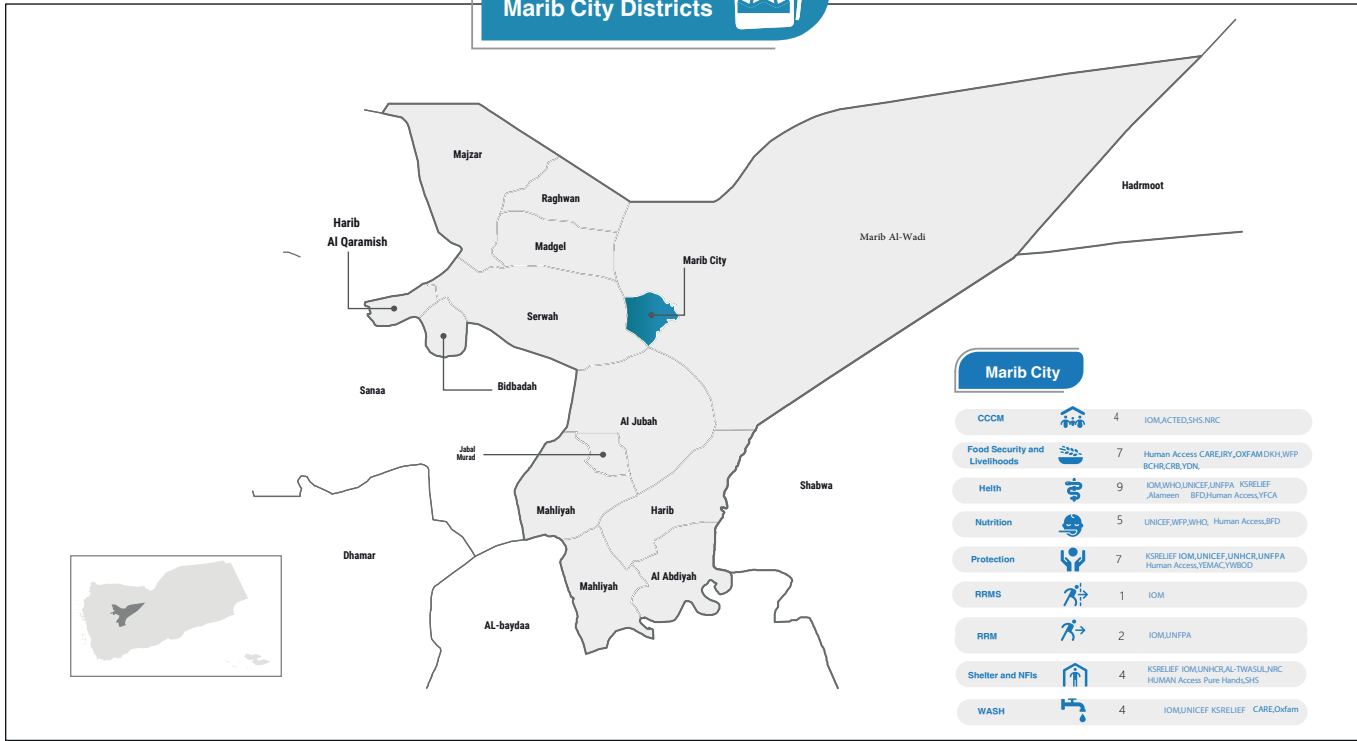 Marib City Districts
Majzar
Raghwan
Hadrmoot
Harib
Al Qaramish
Madgel
Marib Al-Wadi
Marib City
Serwah
Sanaa
Bidbadah
Al Jubah
Jabal
Murad
Shabwa
Mahliyah
Harib
Dhamar
Mahliyah
Al Abdiyah
AL-baydaa
Marib City
CCCM 4 IOM,ACTED,SHS.NRC
Food Security and
Livelihoods
7 Human Access CARE,IRY,,OXFAMDKH,WFP
BCHR,CRB,YDN,
Helth 9 IOM,WHO,UNICEF,UNFPA KSRELIEF
,Alameen BFD,Human Access,YFCA
Nutrition 5 UNICEF,WFP,WHO, Human Access,BFD
Protection 7 KSRELIEF IOM,UNICEF,UNHCR,UNFPA
Human Access,YEMAC,YWBOD
RRMS 1 IOM
RRM 2 IOM,UNFPA
Shelter and NFIs 4 KSRELIEF IOM,UNHCR,AL-TWASUL,NRC
HUMAN Access Pure Hands,SHS
WASH 4 IOM,UNICEF KSRELIEF CARE,Oxfam